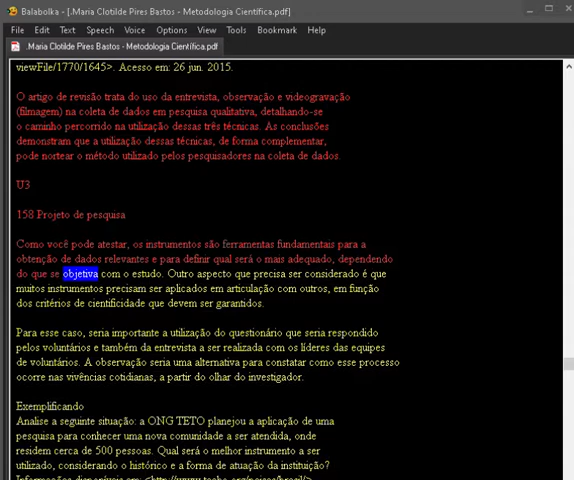 Balabolka - [.Maria Clotilde Pires Bastos - Metodologia Científica.pdf]
File Edit Text Speech Voice Options View Tools Bookmark Help
.Maria Clotilde Pires Bastos - Metodologia Científica.pdf
viewFile/1770/1645>. Acesso em: 26 jun. 2015.
O artigo de revisão trata do uso da entrevista, observação e videogravação
(filmagem) na coleta de dados em pesquisa qualitativa, detalhando-se
o caminho percorrido na utilização dessas três técnicas. As conclusões
demonstram que a utilização dessas técnicas, de forma complementar,
pode nortear o método utilizado pelos pesquisadores na coleta de dados.
U3
158 Projeto de pesquisa
Como você pode atestar, os instrumentos são ferramentas fundamentais para a
obtenção de dados relevantes e para definir qual será o mais adequado, dependendo
do que se objetiva com o estudo. Outro aspecto que precisa ser considerado é que
muitos instrumentos precisam ser aplicados em articulação com outros, em função
dos critérios de cientificidade que devem ser garantidos.
Para esse caso, seria importante a utilização do questionário que seria respondido
pelos voluntários e também da entrevista a ser realizada com os líderes das equipes
de voluntários. A observação seria uma alternativa para constatar como esse processo
ocorre nas vivências cotidianas, a partir do olhar do investigador.
Exemplificando
Analise a seguinte situação: a ONG TETO planejou a aplicação de uma
pesquisa para conhecer uma nova comunidade a ser atendida, onde
residem cerca de 500 pessoas. Qual será o melhor instrumento a ser
utilizado, considerando o histórico e a forma de atuação da instituição?
Informações disponíveis em: